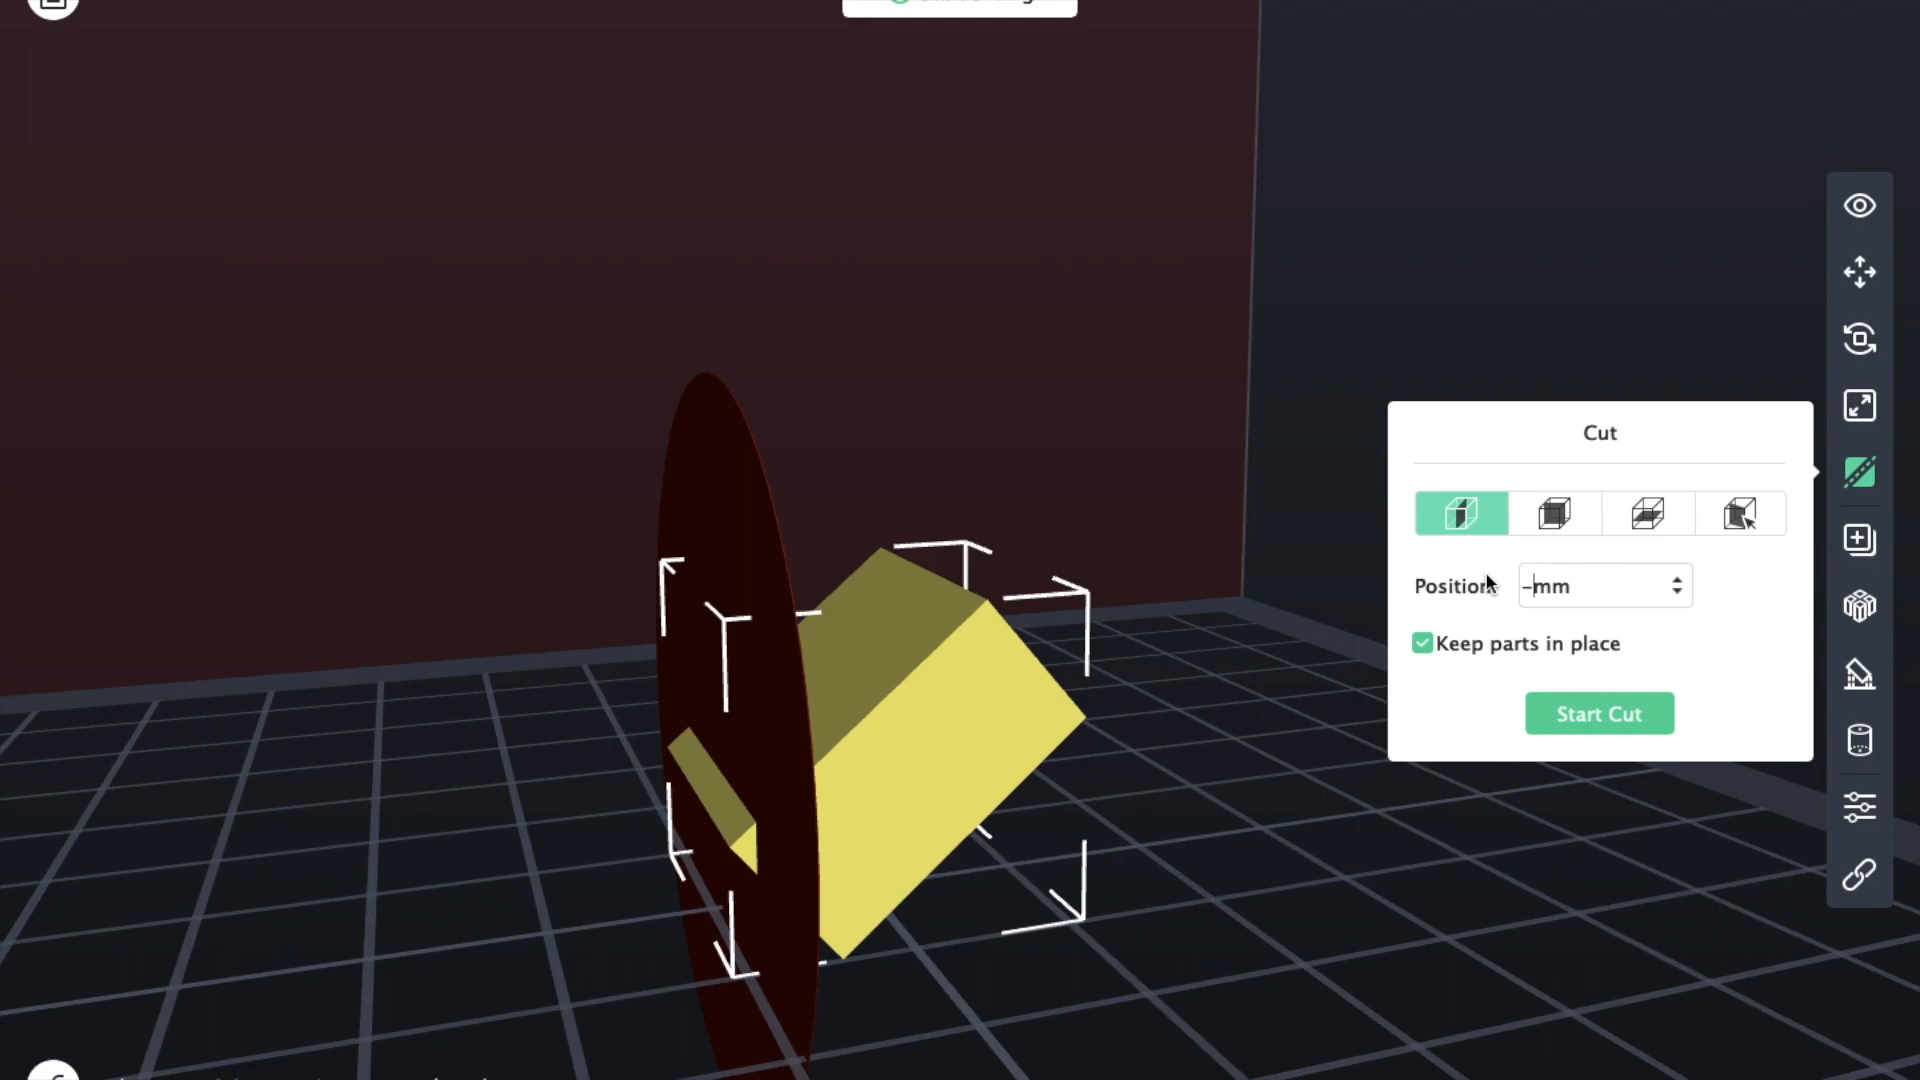 Cut
Position
-mm
Keep parts in place
Start Cut